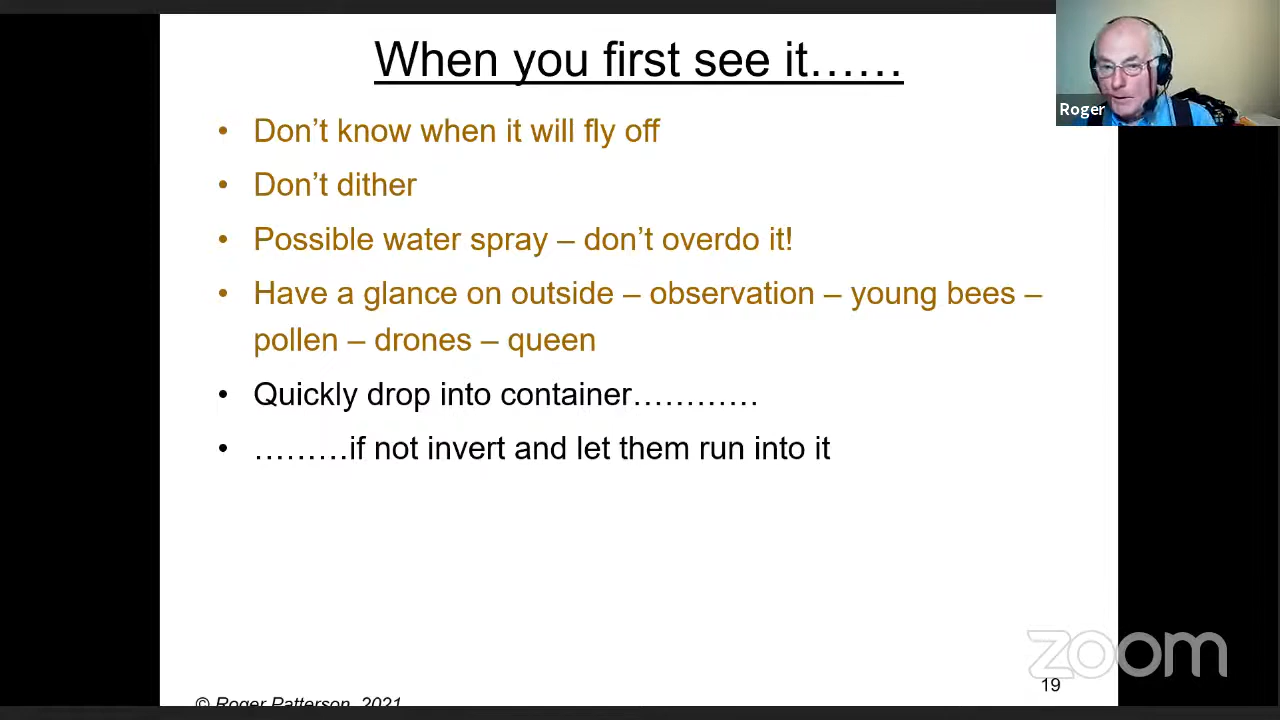 When you first see it……
Roger
• Don’t know when it will fly off
• Don’t dither
• Possible water spray – don’t overdo it!
• Have a glance on outside – observation – young bees –
pollen – drones – queen
• Quickly drop into container…………
• ………if not invert and let them run into it
zoom
19
© Roger Patterson, 2021